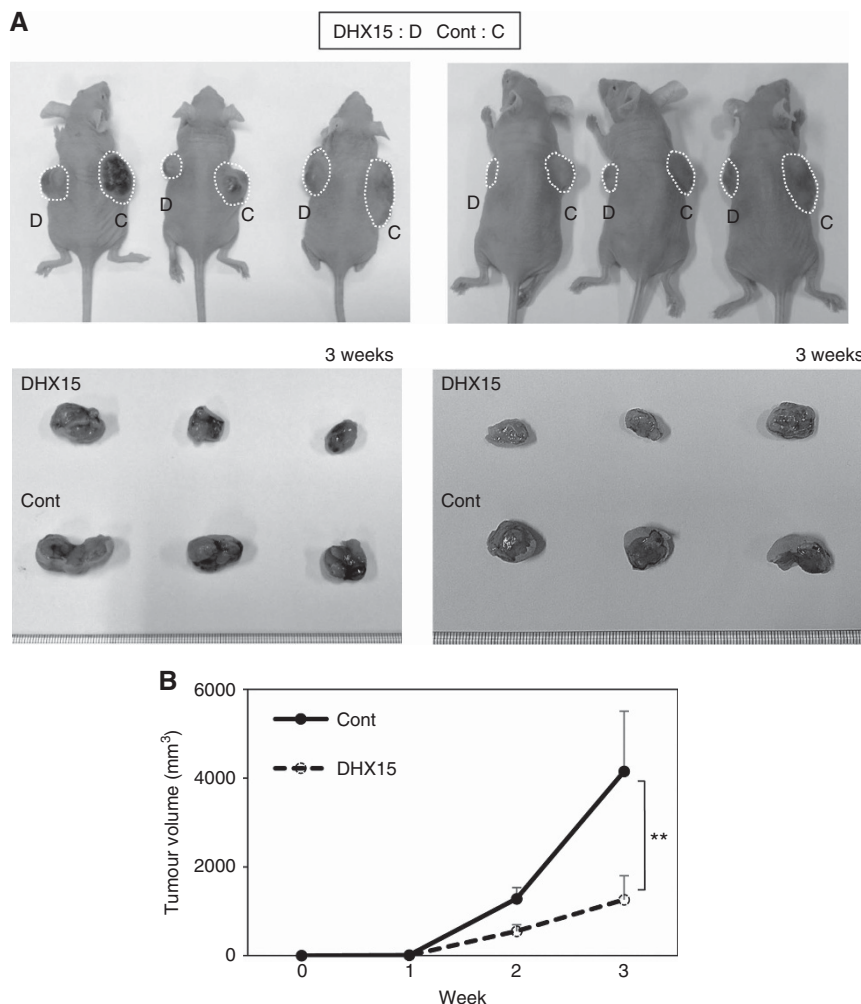 A
DHX15 : D Cont : C
D C D C D C
D C D C D C
3 weeks
3 weeks
DHX15
Cont
DHX15
Cont
B
6000
4000
2000
0
Tumour volume (mm³)
Cont
DHX15
**
0 1 2 3
Week